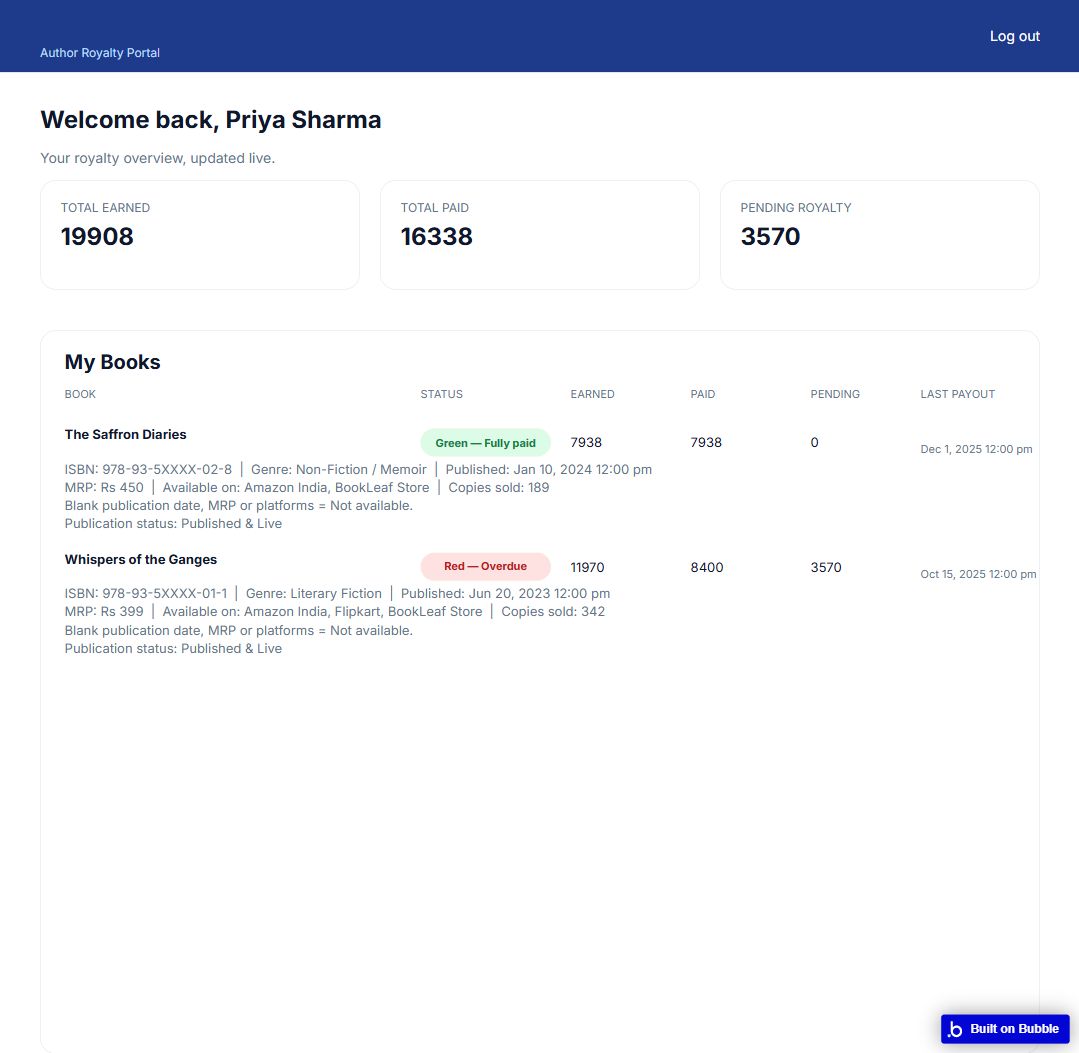 Log out
Author Royalty Portal
Welcome back, Priya Sharma
Your royalty overview, updated live.
TOTAL EARNED TOTAL PAID PENDING ROYALTY
19908 16338 3570
My Books
BOOK STATUS EARNED PAID PENDING LAST PAYOUT
The Saffron Diaries Green — Fully paid 7938 7938 0 Dec 1, 2025 12:00 pm
ISBN: 978-93-5XXXX-02-8 | Genre: Non-Fiction / Memoir | Published: Jan 10, 2024 12:00 pm
MRP: Rs 450 | Available on: Amazon India, BookLeaf Store | Copies sold: 189
Blank publication date, MRP or platforms = Not available.
Publication status: Published & Live
Whispers of the Ganges Red — Overdue 11970 8400 3570 Oct 15, 2025 12:00 pm
ISBN: 978-93-5XXXX-01-1 | Genre: Literary Fiction | Published: Jun 20, 2023 12:00 pm
MRP: Rs 399 | Available on: Amazon India, Flipkart, BookLeaf Store | Copies sold: 342
Blank publication date, MRP or platforms = Not available.
Publication status: Published & Live
Built on Bubble